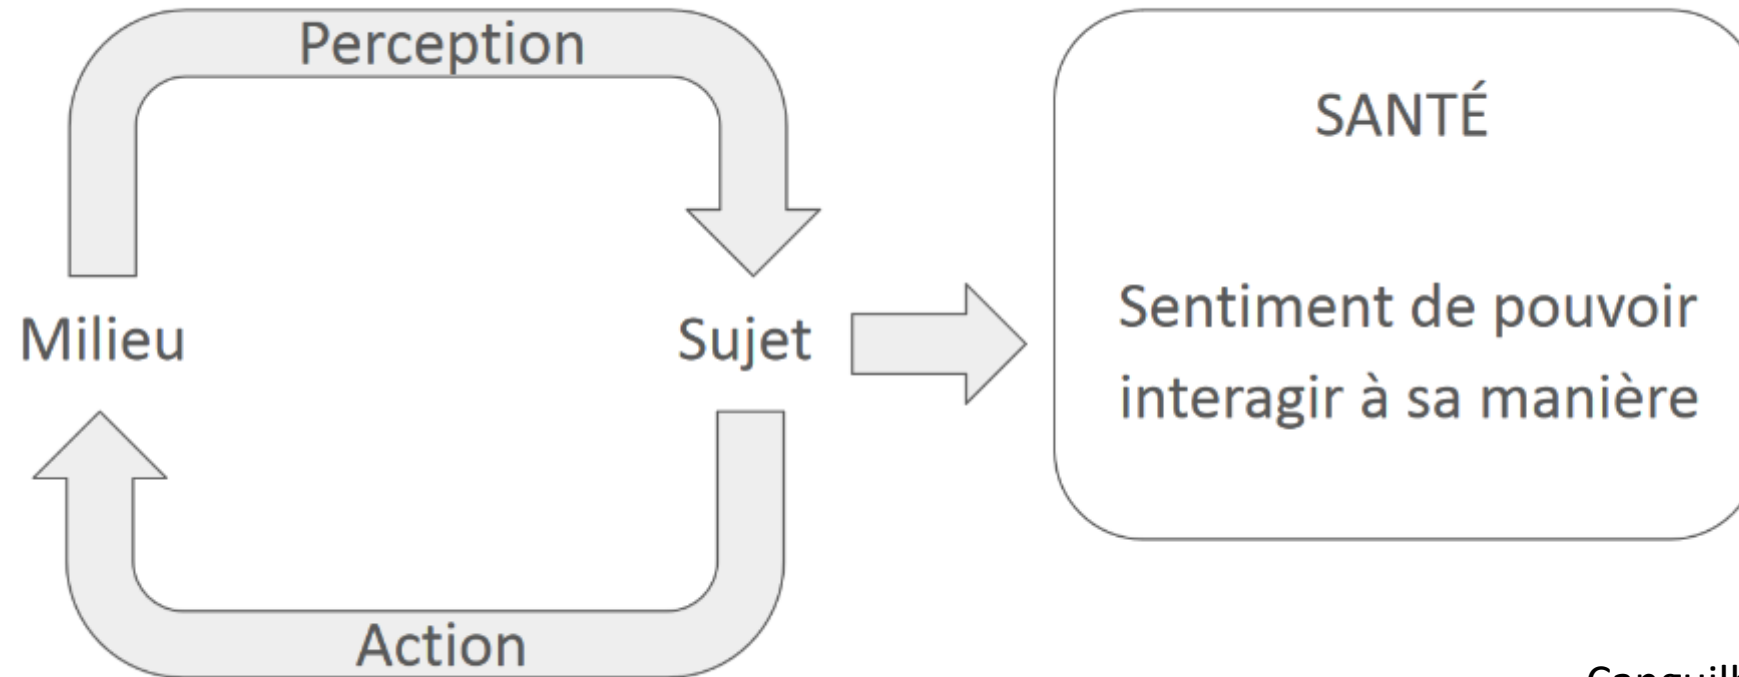 Perception
SANTÉ
Sentiment de pouvoir
interagir à sa manière
Milieu
Sujet
Action